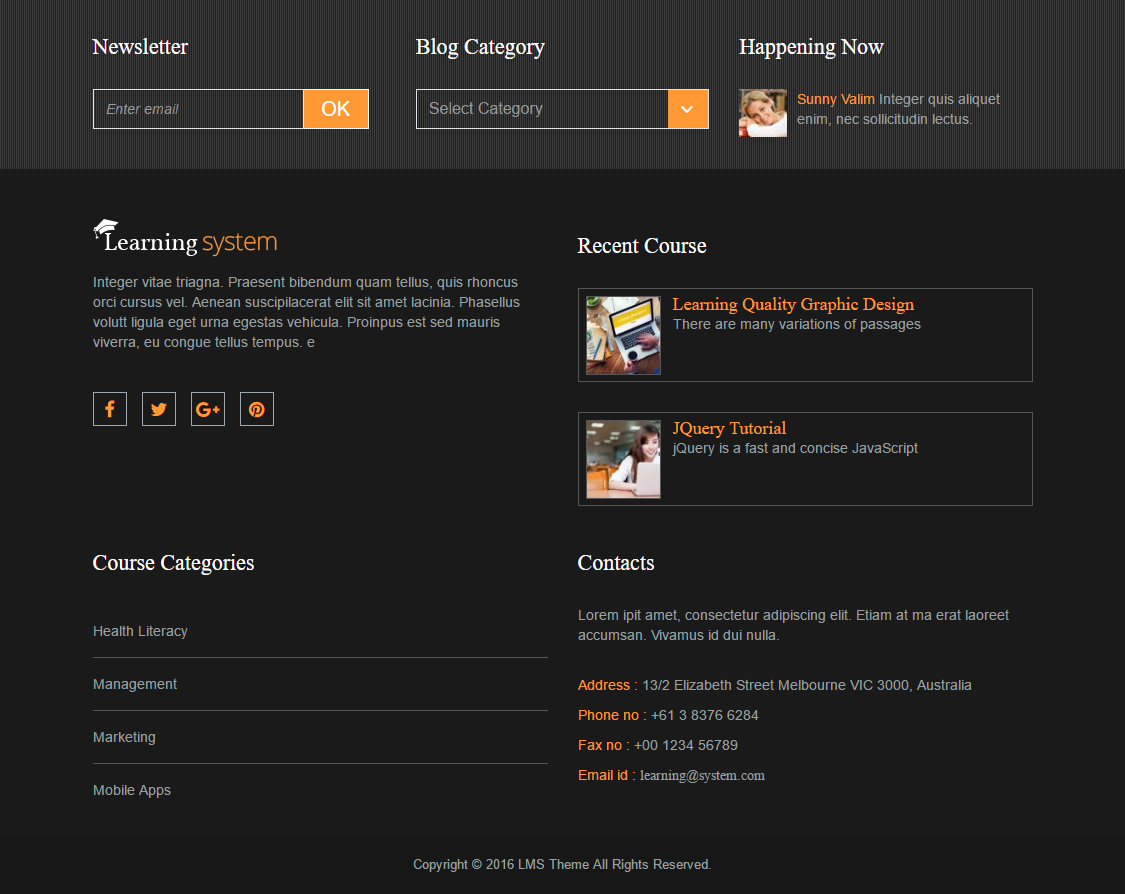 Newsletter
Enter email
OK
Blog Category
Select Category
Happening Now
Sunny Valim Integer quis aliquet
enim, nec sollicitudin lectus.
Learning system
Integer vitae triagna. Praesent bibendum quam tellus, quis rhoncus
orci cursus vel. Aenean suscipilacerat elit sit amet lacinia. Phasellus
volutt ligula eget urna egestas vehicula. Proinpus est sed mauris
viverra, eu congue tellus tempus. e
Recent Course
Learning Quality Graphic Design
There are many variations of passages
JQuery Tutorial
jQuery is a fast and concise JavaScript
Course Categories
Health Literacy
Management
Marketing
Mobile Apps
Contacts
Lorem ipit amet, consectetur adipiscing elit. Etiam at ma erat laoreet
accumsan. Vivamus id dui nulla.
Address : 13/2 Elizabeth Street Melbourne VIC 3000, Australia
Phone no : +61 3 8376 6284
Fax no : +00 1234 56789
Email id : learning@system.com
Copyright © 2016 LMS Theme All Rights Reserved.